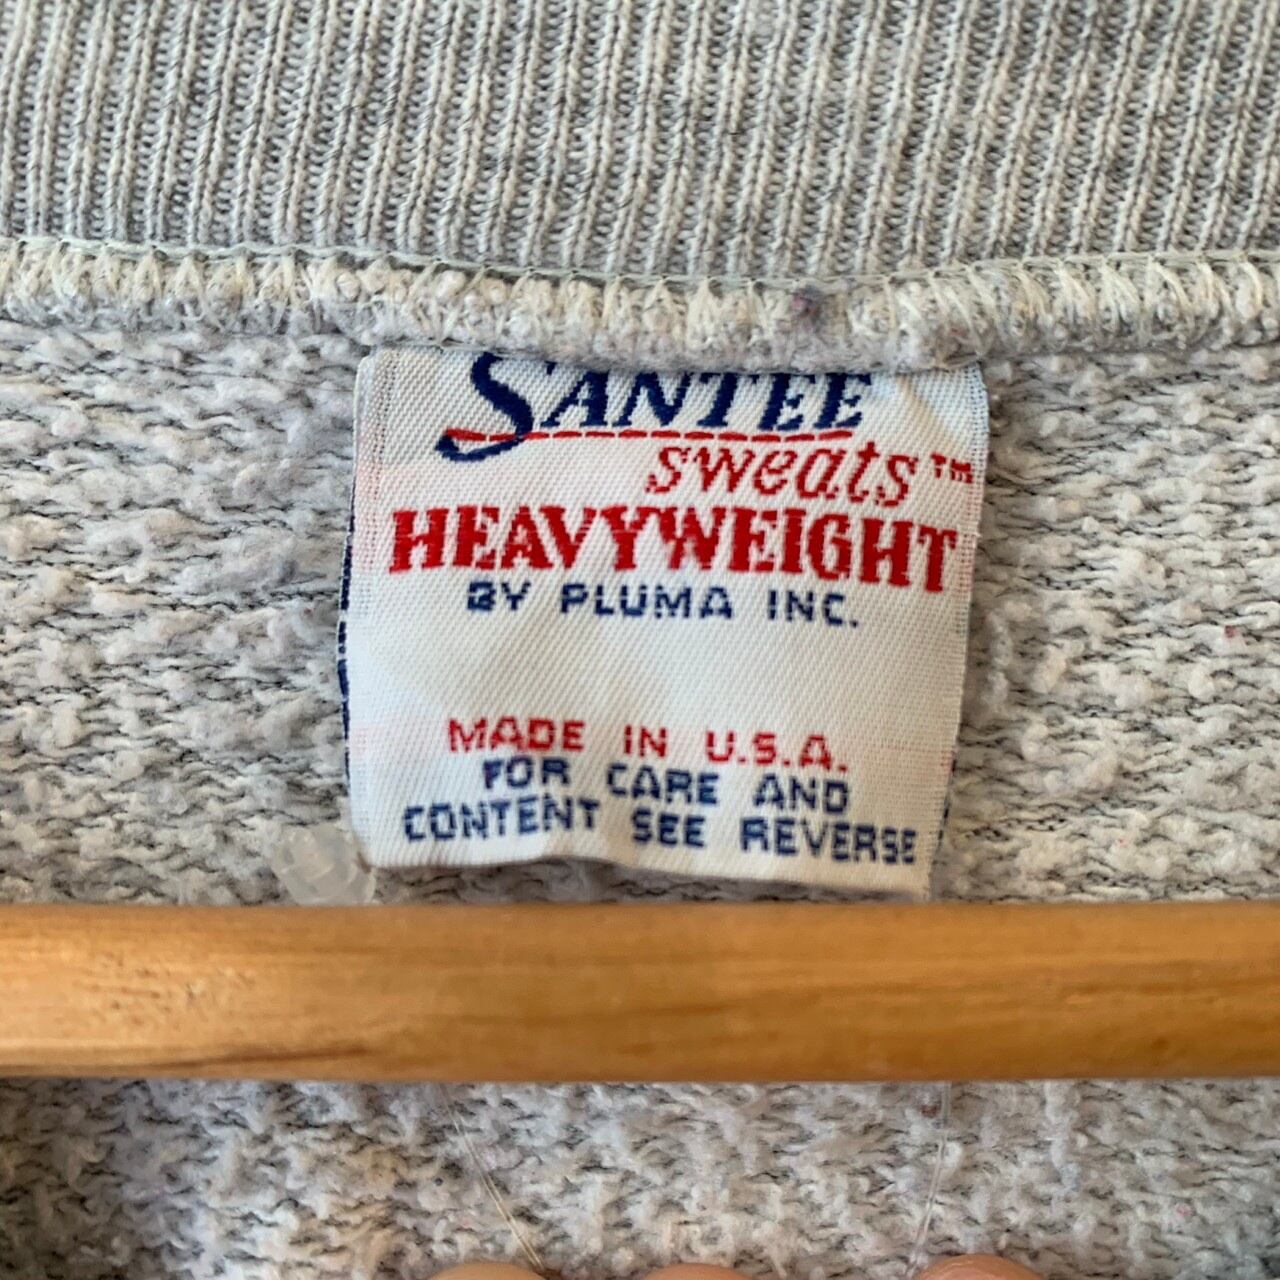 SANTEE
sweats™
HEAVYWEIGHT
BY PLUMA INC.
MADE IN U.S.A.
FOR CARE AND
CONTENT SEE REVERSE